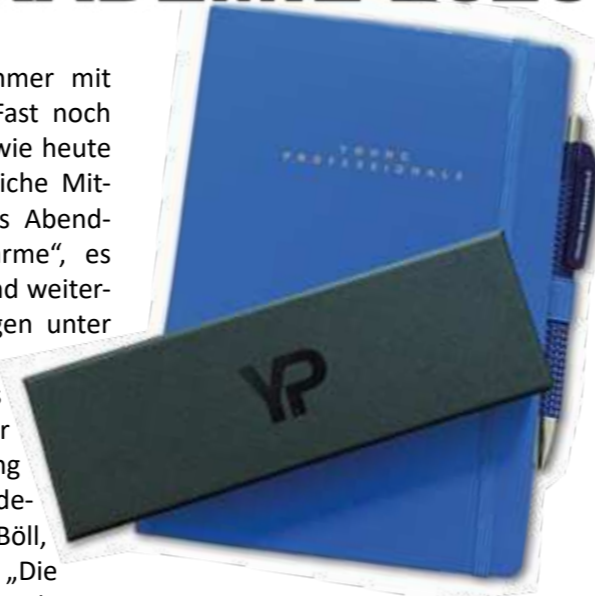 mmer mit
Fast noch
wie heute
iche Mit-
s Abend-
rme“, es
nd weiter-
gen unter
r
ng
de-
Böll,
„Die
YOUNG
PROFESSIONALS
YP